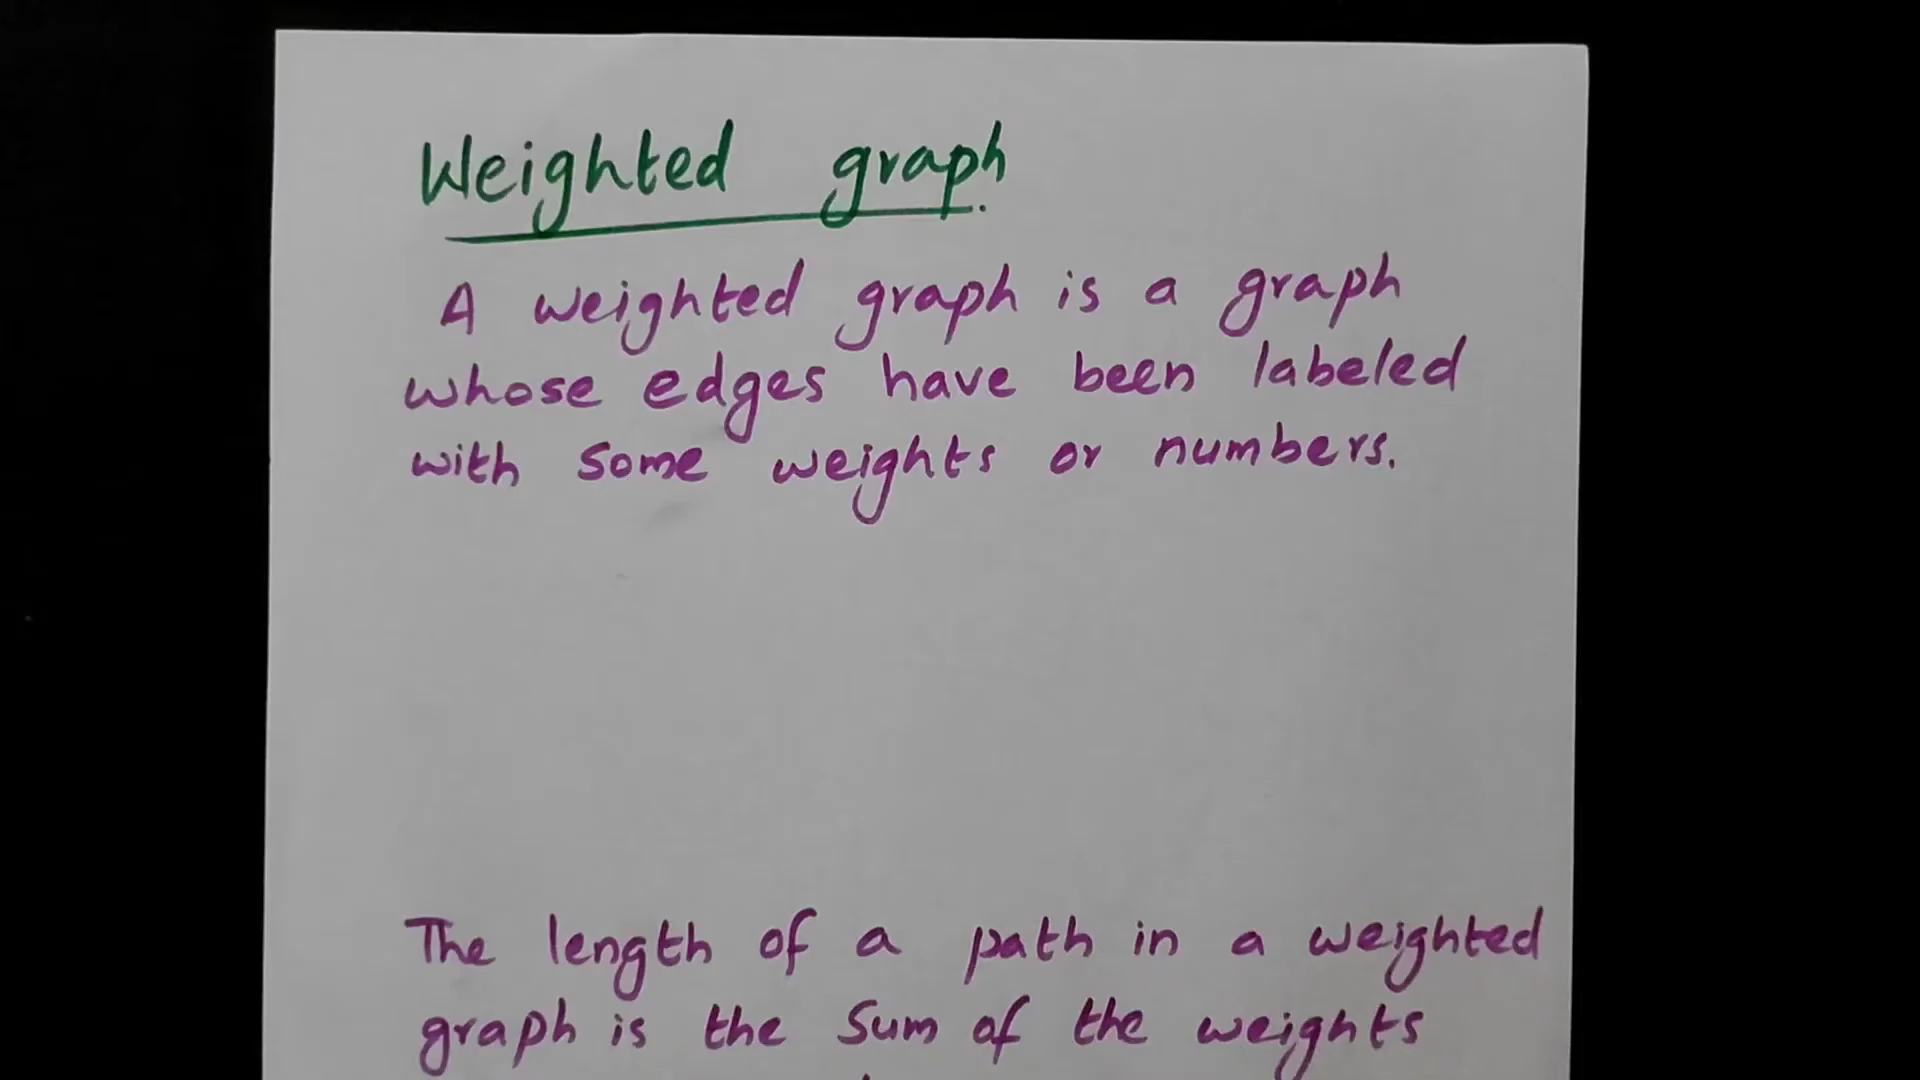 Weighted graph.
A weighted graph is a graph
whose edges have been labeled
with some weights or numbers.
The length of a path in a weighted
graph is the sum of the weights